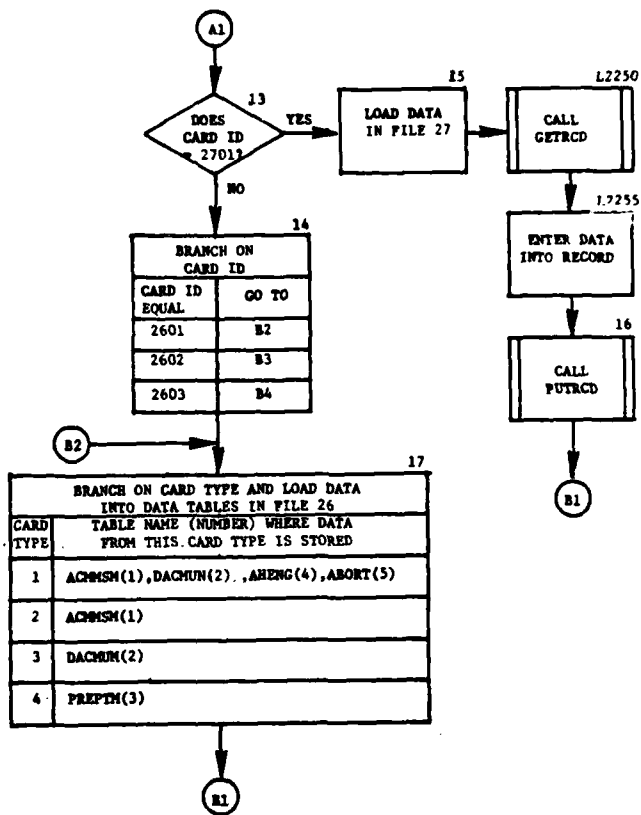 A1
13
DOES
CARD ID
= 2701?
YES
NO
15
LOAD DATA
IN FILE 27
L2250
CALL
GETRCD
L2255
ENTER DATA
INTO RECORD
16
CALL
PUTRCD
B1
14
BRANCH ON
CARD ID
CARD ID
EQUAL
GO TO
2601
B2
2602
B3
2603
B4
B2
17
BRANCH ON CARD TYPE AND LOAD DATA
INTO DATA TABLES IN FILE 26
CARD
TYPE
TABLE NAME (NUMBER) WHERE DATA
FROM THIS CARD TYPE IS STORED
1
ACMMSM(1),DACMUN(2) ,AHENG(4),ABORT(5)
2
ACMMSM(1)
3
DACMUM(2)
4
PREPTM(3)
B1